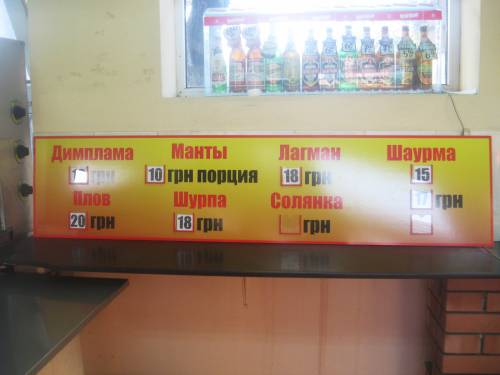 Димплама Манты Лагман Шаурма
грн 10 грн порция 18 грн 15
Плов Шурпа Солянка 17 грн
20 грн 18 грн грн